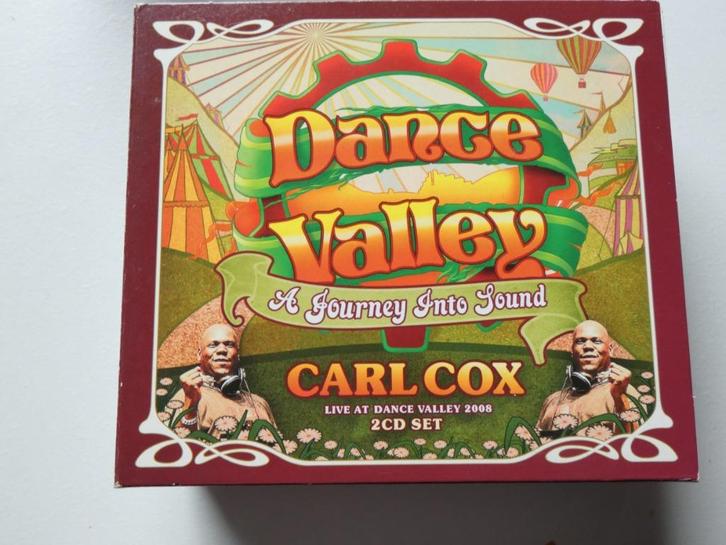 Dance
Valley
A Journey Into Sound
CARL COX
LIVE AT DANCE VALLEY 2008
2CD SET